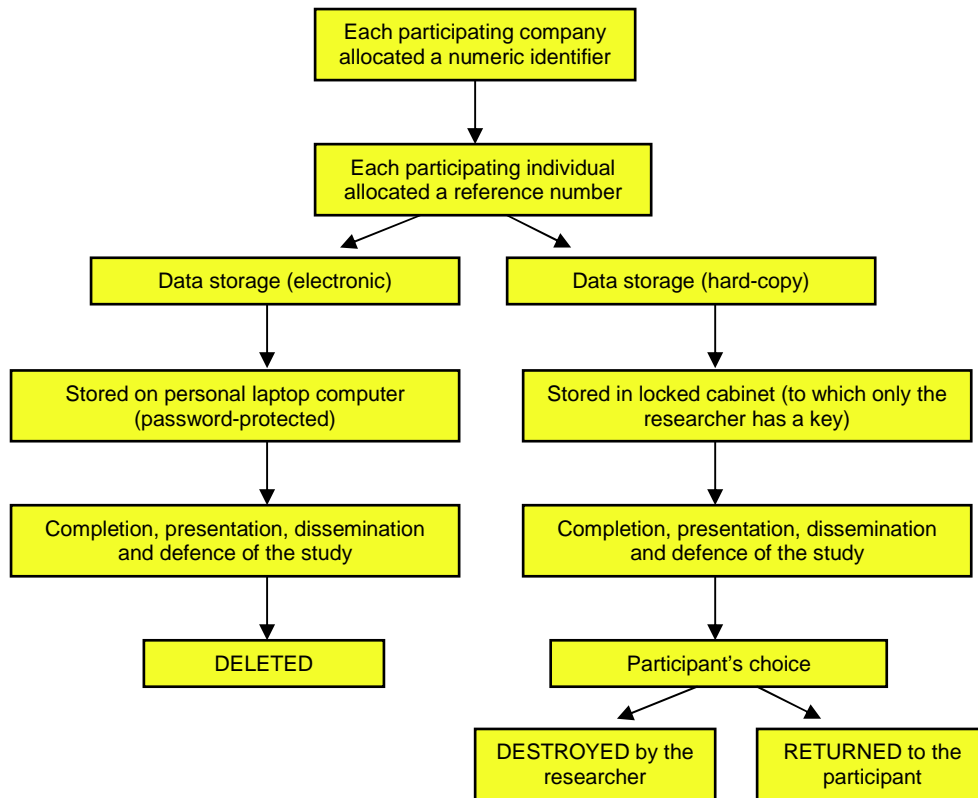 Each participating company
allocated a numeric identifier
Each participating individual
allocated a reference number
Data storage (electronic)
Data storage (hard-copy)
Stored on personal laptop computer
(password-protected)
Stored in locked cabinet (to which only the
researcher has a key)
Completion, presentation, dissemination
and defence of the study
Completion, presentation, dissemination
and defence of the study
DELETED
Participant’s choice
DESTROYED by the
researcher
RETURNED to the
participant